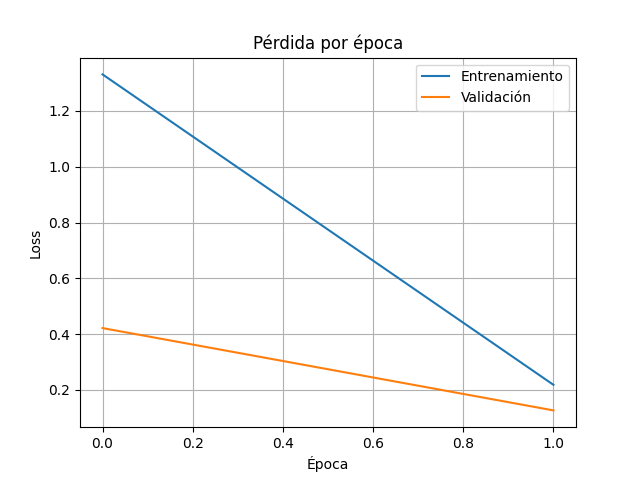 Pérdida por época
Entrenamiento
Validación
1.2
1.0
0.8
0.6
0.4
0.2
Loss
0.0 0.2 0.4 0.6 0.8 1.0
Época